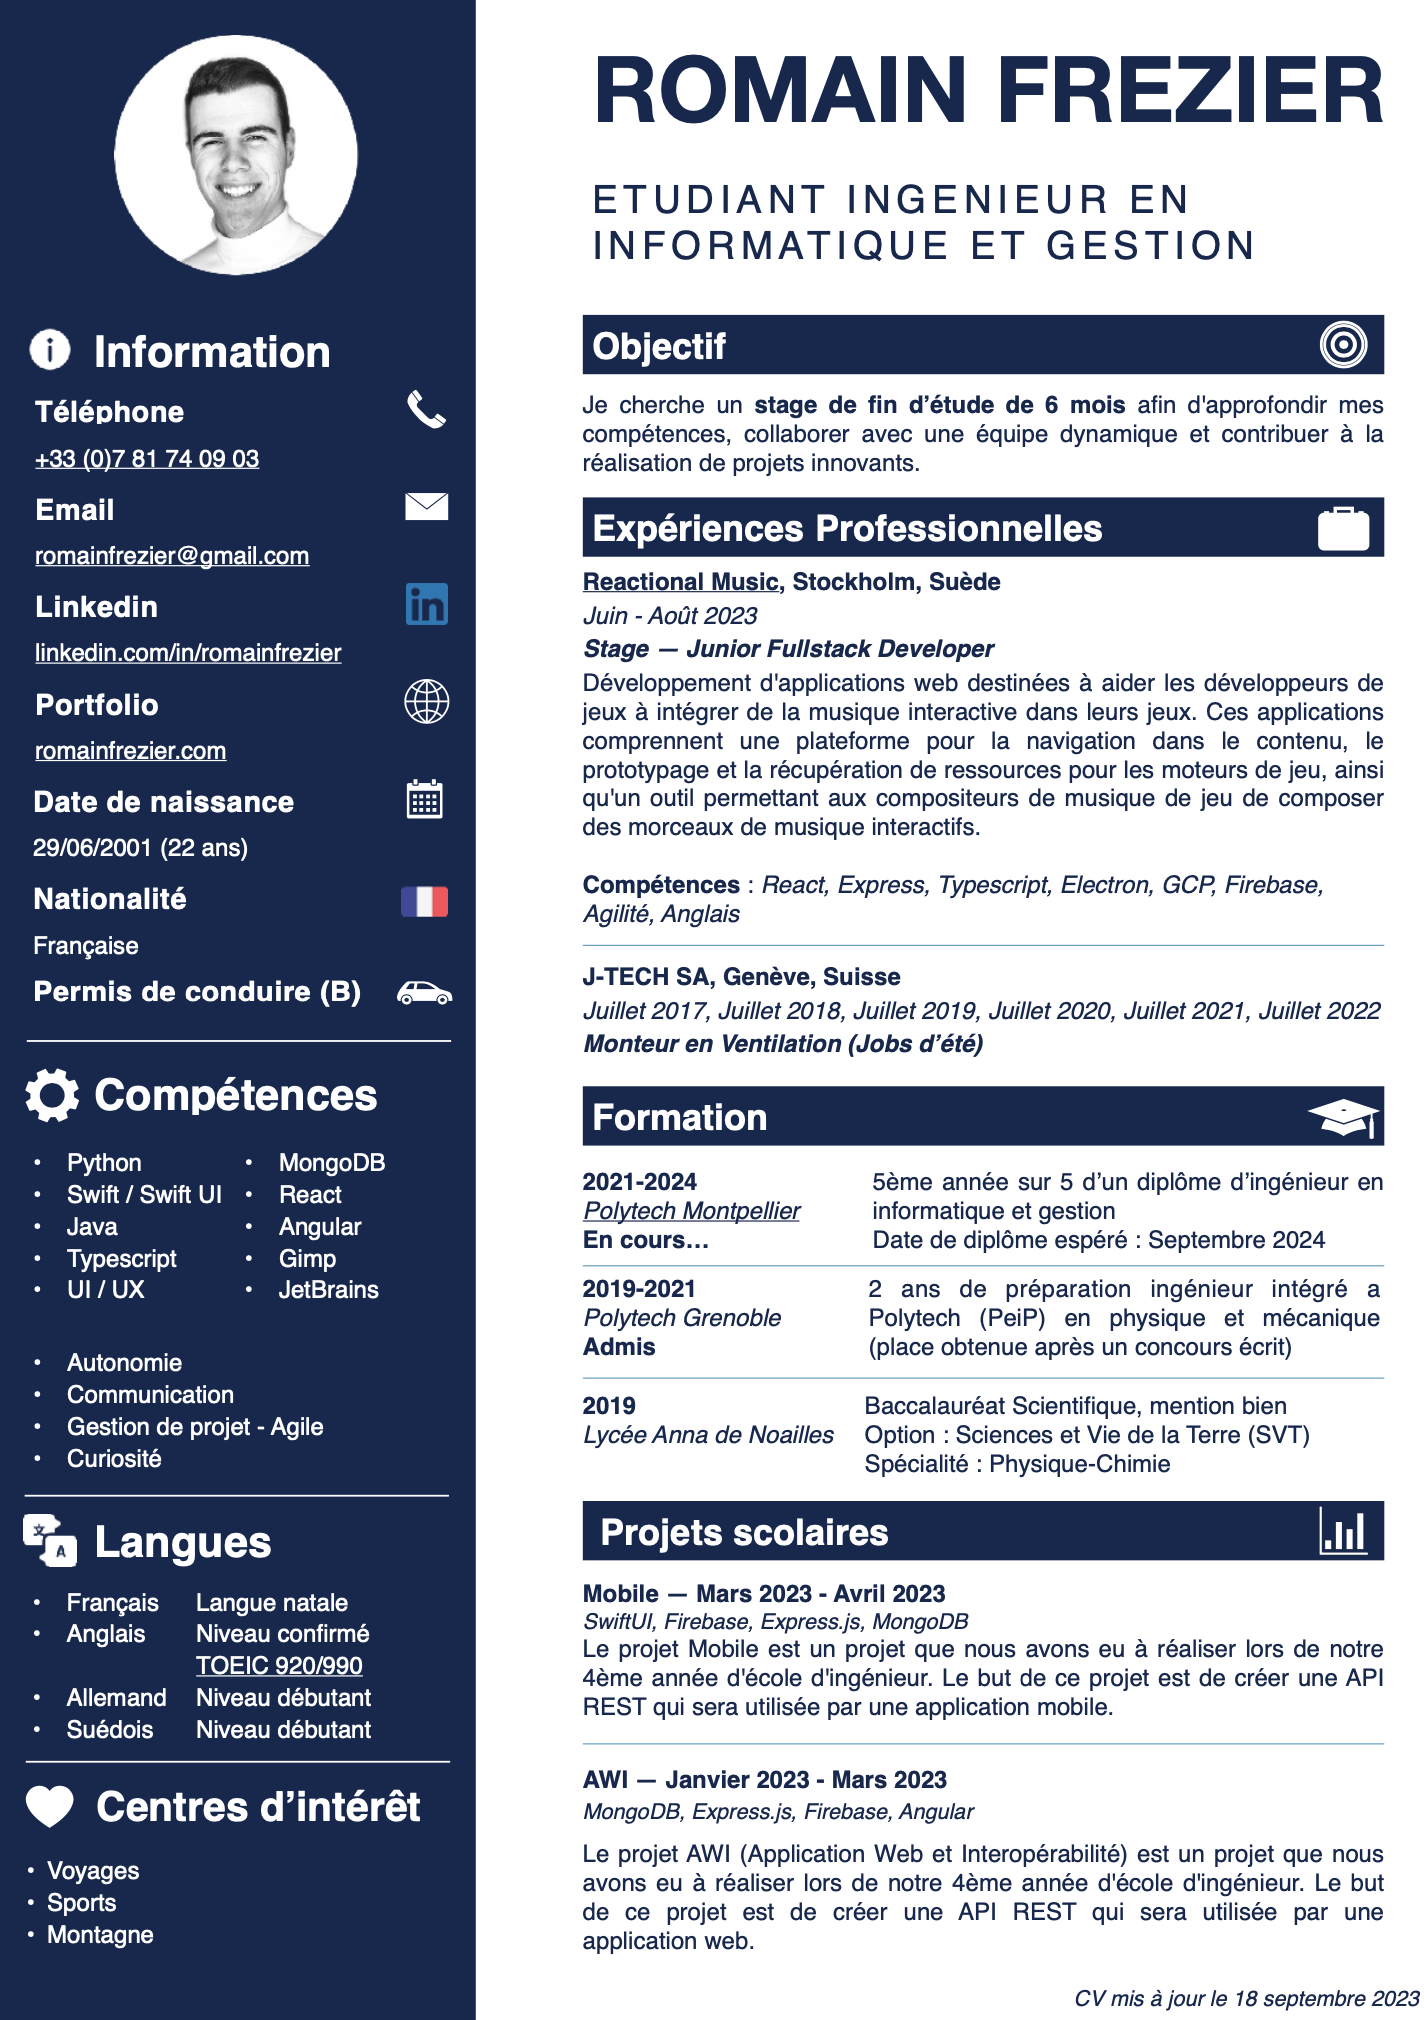 ROMAIN FREZIER
ETUDIANT INGENIEUR EN
INFORMATIQUE ET GESTION
Information
Téléphone
+33 (0)7 81 74 09 03
Email
romainfrezier@gmail.com
Linkedin
linkedin.com/in/romainfrezier
Portfolio
romainfrezier.com
Date de naissance
29/06/2001 (22 ans)
Nationalité
Française
Permis de conduire (B)
Compétences
• Python
• Swift / Swift UI
• Java
• Typescript
• UI / UX
• MongoDB
• React
• Angular
• Gimp
• JetBrains
• Autonomie
• Communication
• Gestion de projet - Agile
• Curiosité
Langues
• Français Langue natale
• Anglais Niveau confirmé
TOEIC 920/990
• Allemand Niveau débutant
• Suédois Niveau débutant
Centres d’intérêt
• Voyages
• Sports
• Montagne
Objectif
Je cherche un stage de fin d’étude de 6 mois afin d'approfondir mes
compétences, collaborer avec une équipe dynamique et contribuer à la
réalisation de projets innovants.
Expériences Professionnelles
Reactional Music, Stockholm, Suède
Juin - Août 2023
Stage — Junior Fullstack Developer
Développement d'applications web destinées à aider les développeurs de
jeux à intégrer de la musique interactive dans leurs jeux. Ces applications
comprennent une plateforme pour la navigation dans le contenu, le
prototypage et la récupération de ressources pour les moteurs de jeu, ainsi
qu'un outil permettant aux compositeurs de musique de jeu de composer
des morceaux de musique interactifs.
Compétences : React, Express, Typescript, Electron, GCP, Firebase,
Agilité, Anglais
J-TECH SA, Genève, Suisse
Juillet 2017, Juillet 2018, Juillet 2019, Juillet 2020, Juillet 2021, Juillet 2022
Monteur en Ventilation (Jobs d’été)
Formation
2021-2024
Polytech Montpellier
En cours…
5ème année sur 5 d’un diplôme d’ingénieur en
informatique et gestion
Date de diplôme espéré : Septembre 2024
2019-2021
Polytech Grenoble
Admis
2 ans de préparation ingénieur intégré a
Polytech (PeiP) en physique et mécanique
(place obtenue après un concours écrit)
2019
Lycée Anna de Noailles
Baccalauréat Scientifique, mention bien
Option : Sciences et Vie de la Terre (SVT)
Spécialité : Physique-Chimie
Projets scolaires
Mobile — Mars 2023 - Avril 2023
SwiftUI, Firebase, Express.js, MongoDB
Le projet Mobile est un projet que nous avons eu à réaliser lors de notre
4ème année d'école d'ingénieur. Le but de ce projet est de créer une API
REST qui sera utilisée par une application mobile.
AWI — Janvier 2023 - Mars 2023
MongoDB, Express.js, Firebase, Angular
Le projet AWI (Application Web et Interopérabilité) est un projet que nous
avons eu à réaliser lors de notre 4ème année d'école d'ingénieur. Le but
de ce projet est de créer une API REST qui sera utilisée par une
application web.
CV mis à jour le 18 septembre 2023